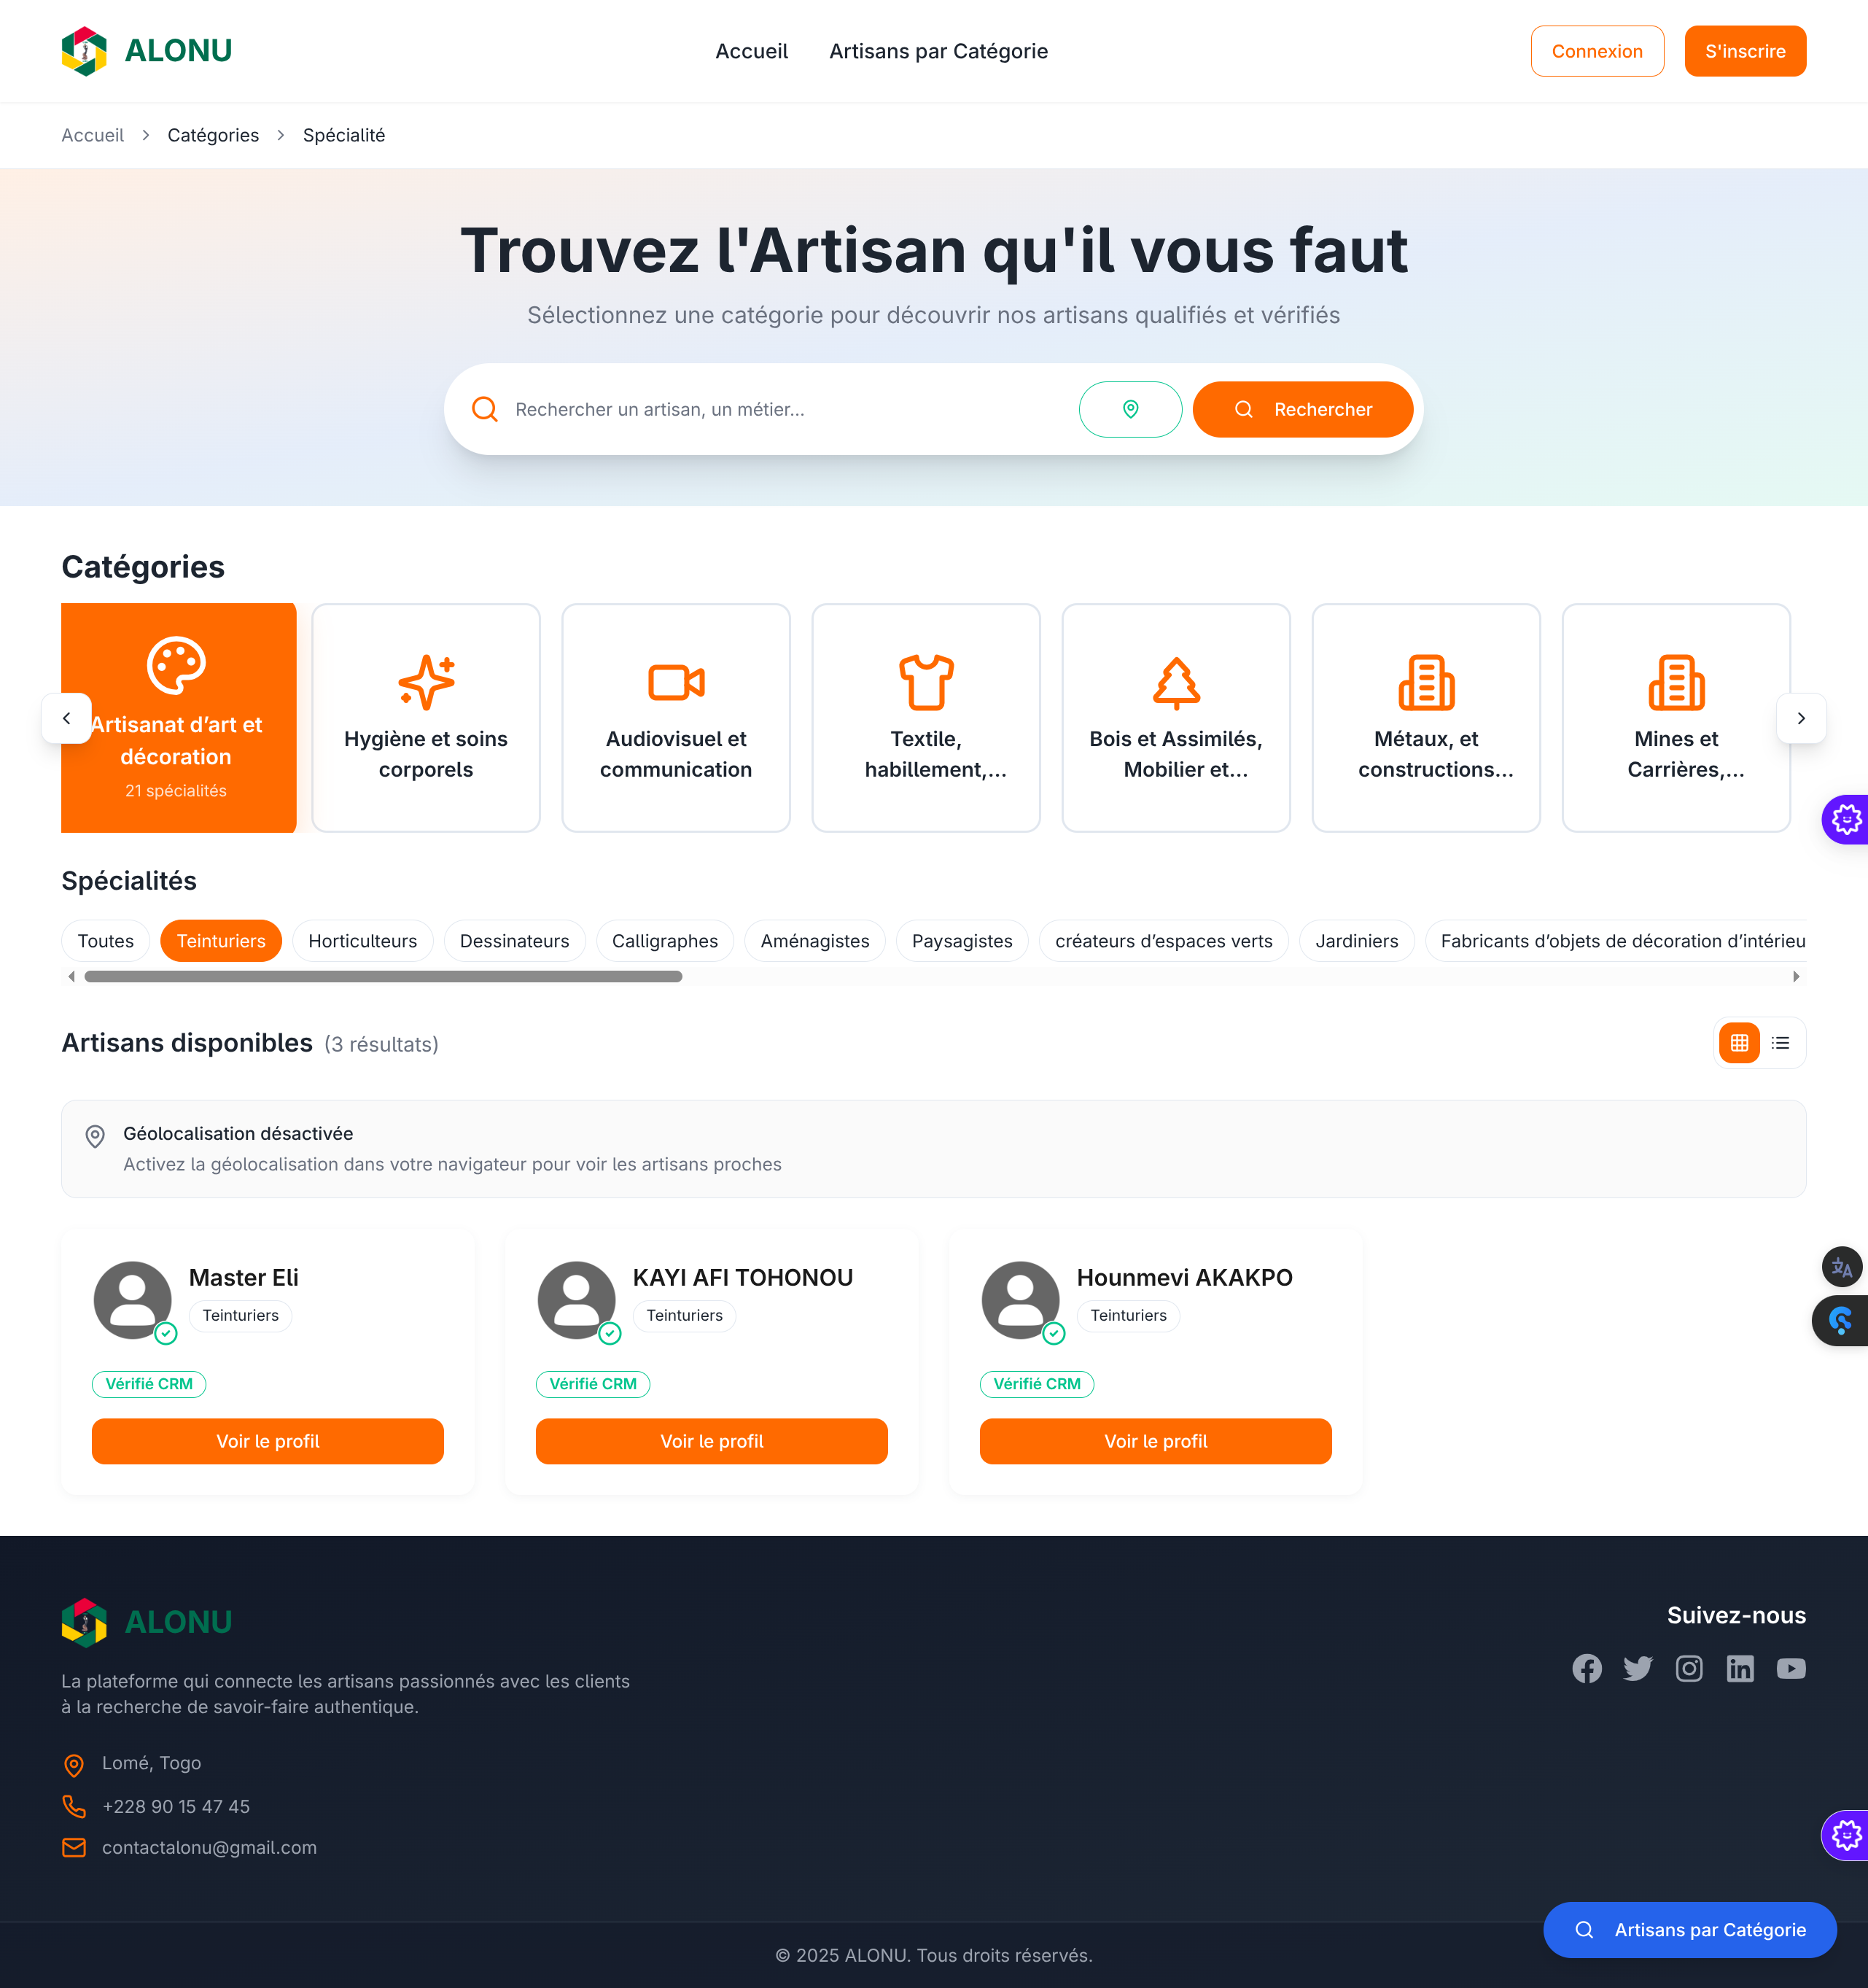 ALONU
Accueil
Artisans par Catégorie
Connexion
S'inscrire
Accueil
Catégories
Spécialité
Trouvez l'Artisan qu'il vous faut
Sélectionnez une catégorie pour découvrir nos artisans qualifiés et vérifiés
Rechercher un artisan, un métier...
Rechercher
Catégories
Artisanat d’art et
décoration
21 spécialités
Hygiène et soins
corporels
Audiovisuel et
communication
Textile,
habillement,...
Bois et Assimilés,
Mobilier et...
Métaux, et
constructions...
Mines et
Carrières,...
Spécialités
Toutes
Teinturiers
Horticulteurs
Dessinateurs
Calligraphes
Aménagistes
Paysagistes
créateurs d’espaces verts
Jardiniers
Fabricants d’objets de décoration d’intérieu
Artisans disponibles (3 résultats)
Géolocalisation désactivée
Activez la géolocalisation dans votre navigateur pour voir les artisans proches
Master Eli
Teinturiers
Vérifié CRM
Voir le profil
KAYI AFI TOHONOU
Teinturiers
Vérifié CRM
Voir le profil
Hounmevi AKAKPO
Teinturiers
Vérifié CRM
Voir le profil
ALONU
La plateforme qui connecte les artisans passionnés avec les clients
à la recherche de savoir-faire authentique.
Lomé, Togo
+228 90 15 47 45
contactalonu@gmail.com
Suivez-nous
Artisans par Catégorie
© 2025 ALONU. Tous droits réservés.